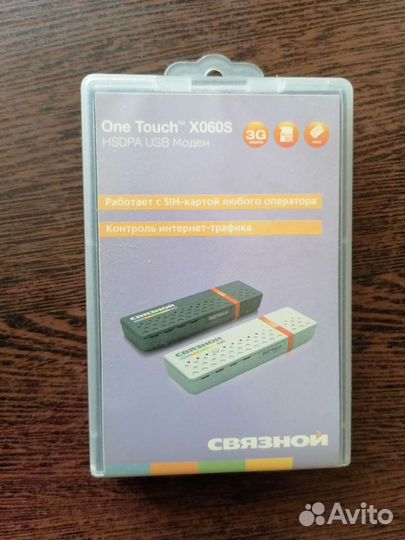 One Touch™ X060S
HSDPA USB Модем
3G
HSDPA
Работает с SIM-картой любого оператора
Контроль интернет-трафика
СВЯЗНОЙ
СВЯЗНОЙ
СВЯЗНОЙ
Avito